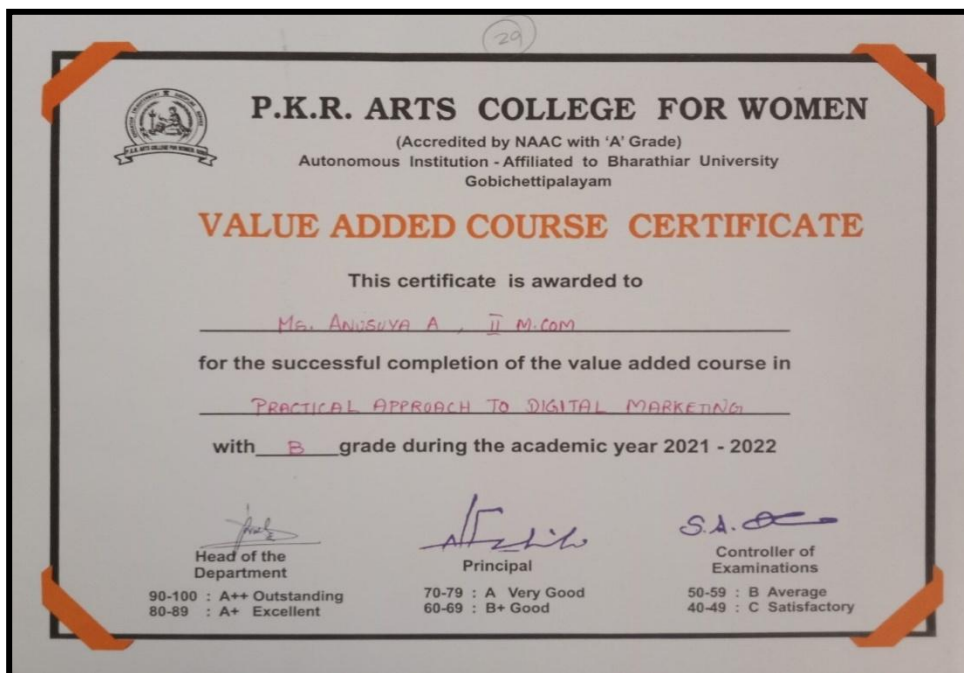 29
P.K.R. ARTS COLLEGE FOR WOMEN
(Accredited by NAAC with 'A' Grade)
Autonomous Institution - Affiliated to Bharathiar University
Gobichettipalayam
VALUE ADDED COURSE CERTIFICATE
This certificate is awarded to
Ms. ANUSUYA A , II M.COM
for the successful completion of the value added course in
PRACTICAL APPROACH TO DIGITAL MARKETING
with B grade during the academic year 2021 - 2022
Head of the
Department
Principal
Controller of
Examinations
90-100 : A++ Outstanding
80-89 : A+ Excellent
70-79 : A Very Good
60-69 : B+ Good
50-59 : B Average
40-49 : C Satisfactory